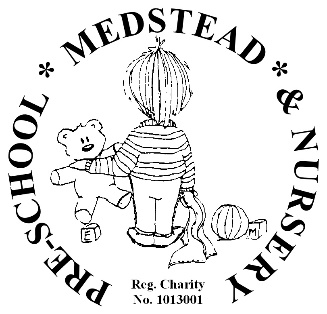 PRE-SCHOOL * MEDSTEAD * & NURSERY
E
M
Reg. Charity
No. 1013001